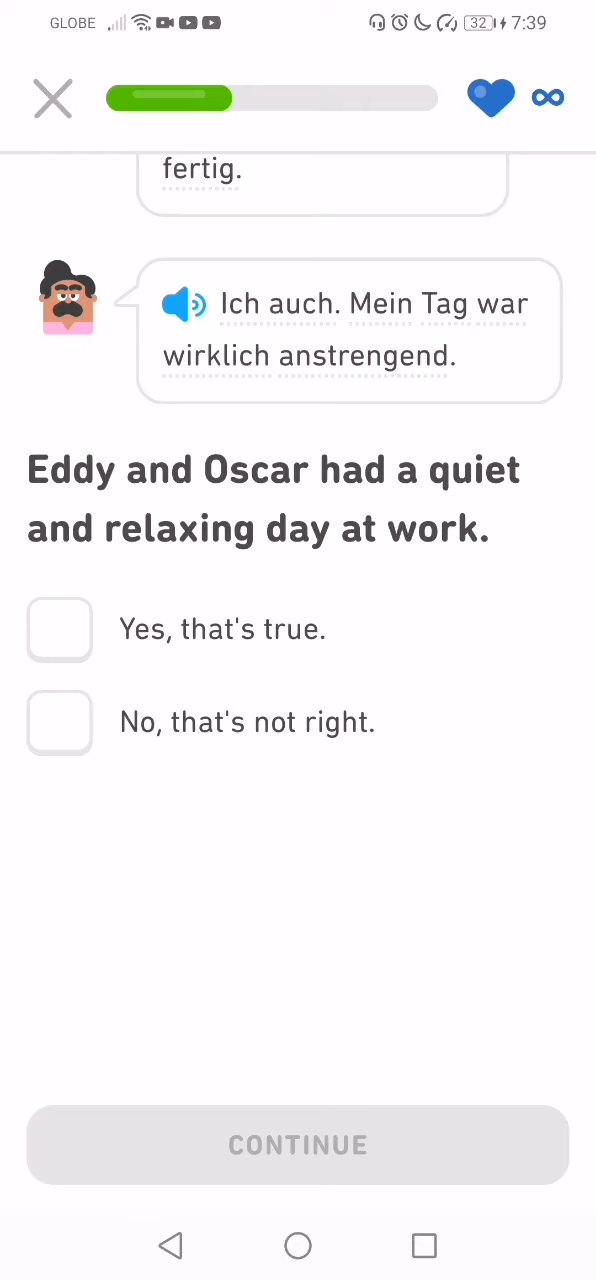 GLOBE 32 7:39
fertig.
Ich auch. Mein Tag war
wirklich anstrengend.
Eddy and Oscar had a quiet
and relaxing day at work.
Yes, that's true.
No, that's not right.
CONTINUE